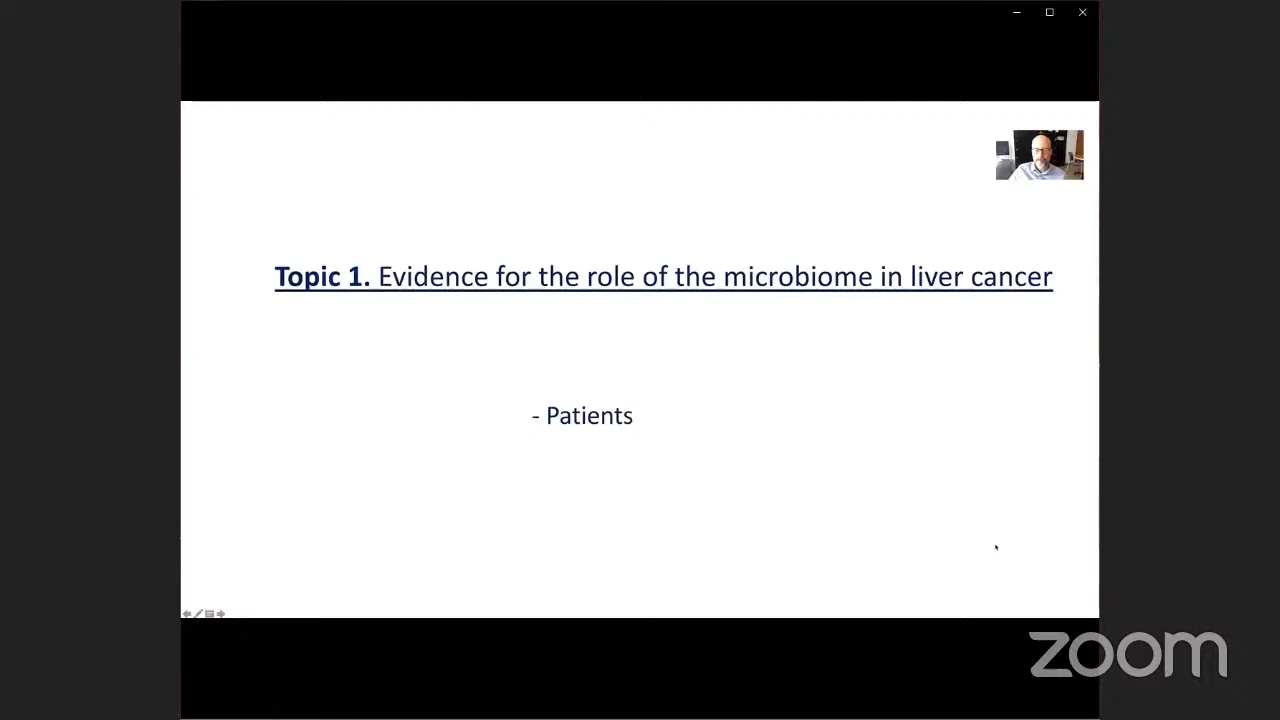 Topic 1. Evidence for the role of the microbiome in liver cancer
- Patients
zoom